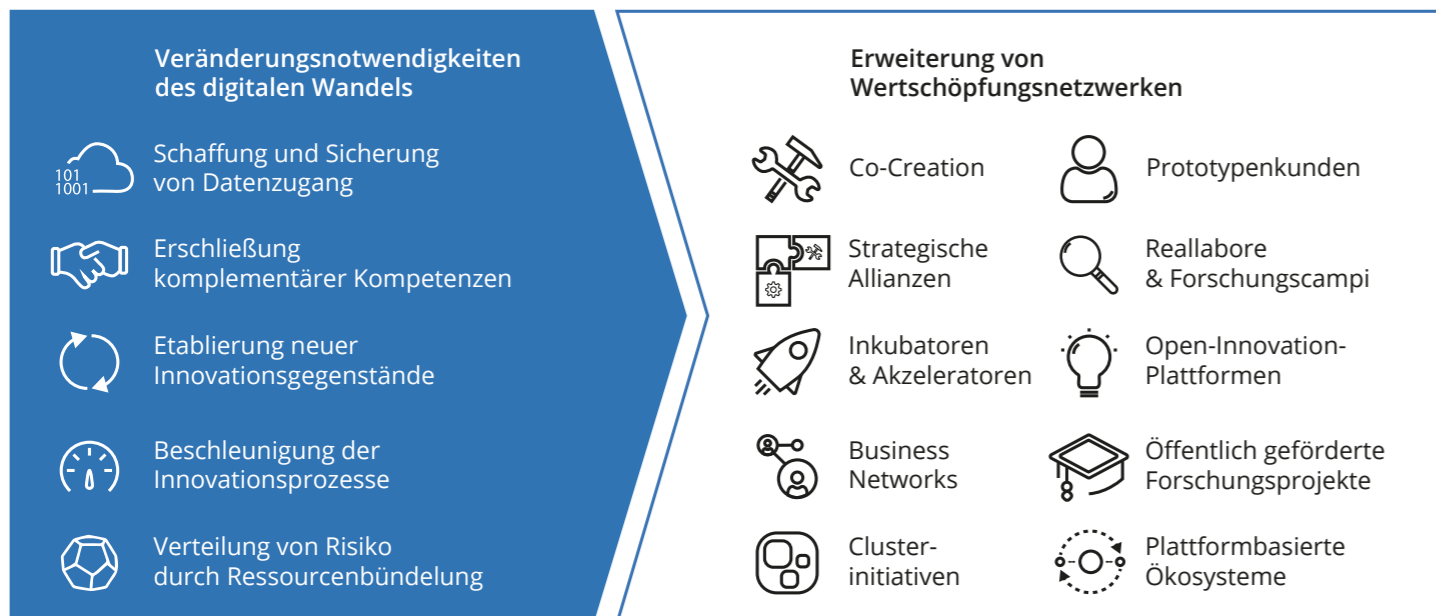 Veränderungsnotwendigkeiten
des digitalen Wandels
101
1001
Schaffung und Sicherung
von Datenzugang
Erschließung
komplementärer Kompetenzen
Etablierung neuer
Innovationsgegenstände
Beschleunigung der
Innovationsprozesse
Verteilung von Risiko
durch Ressourcenbündelung
Erweiterung von
Wertschöpfungsnetzwerken
Co-Creation
Strategische
Allianzen
Inkubatoren
& Akzeleratoren
Business
Networks
Cluster-
initiativen
Prototypenkunden
Reallabore
& Forschungscampi
Open-Innovation-
Plattformen
Öffentlich geförderte
Forschungsprojekte
Plattformbasierte
Ökosysteme